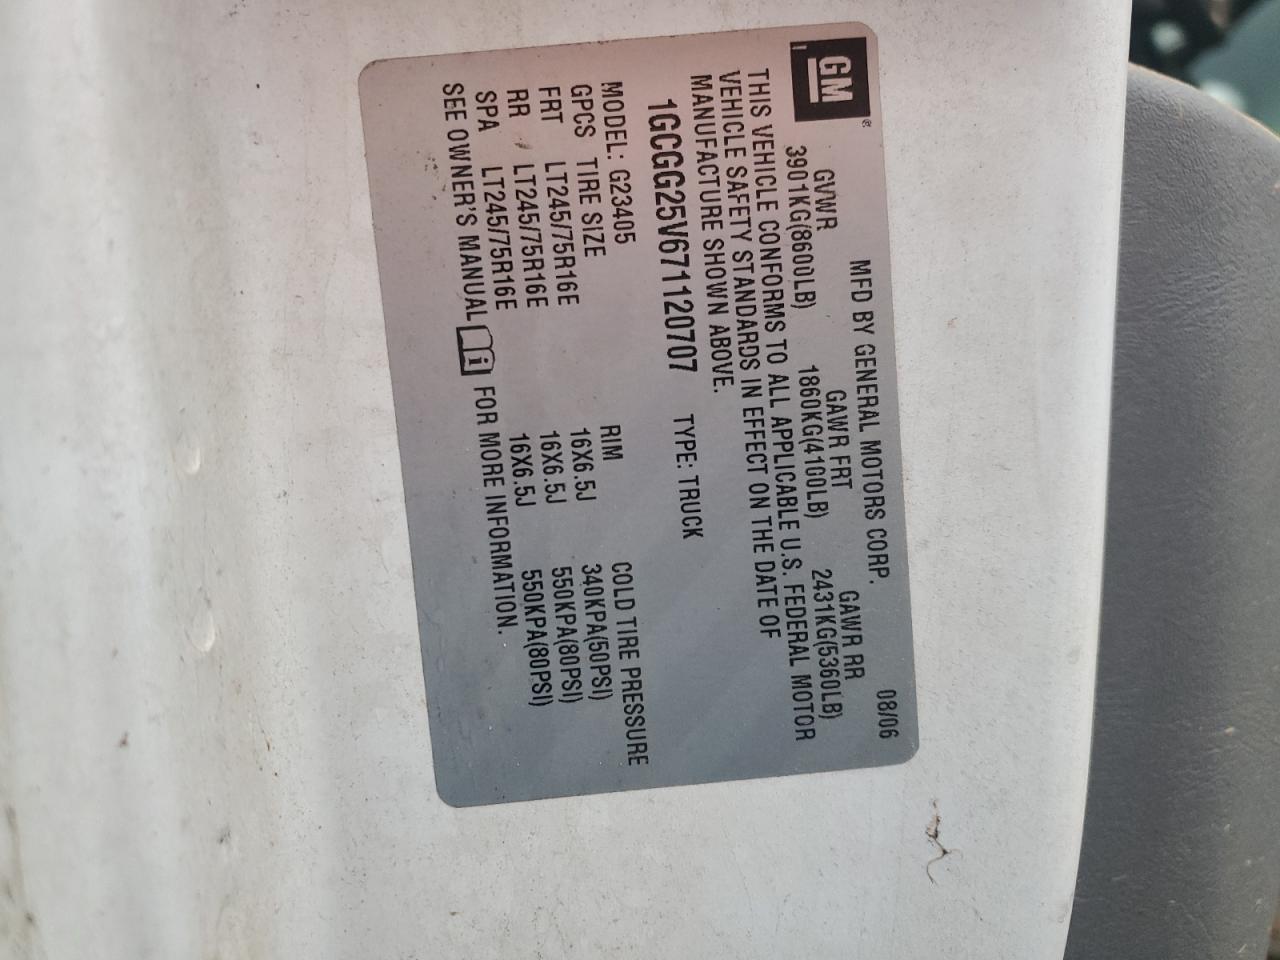 GM®
MFD BY GENERAL MOTORS CORP. 08/06
GVWR GAWR FRT GAWR RR
3901KG(8600LB) 1860KG(4100LB) 2431KG(5360LB)
THIS VEHICLE CONFORMS TO ALL APPLICABLE U.S. FEDERAL MOTOR
VEHICLE SAFETY STANDARDS IN EFFECT ON THE DATE OF
MANUFACTURE SHOWN ABOVE.
1GCGG25V671120707 TYPE: TRUCK
MODEL: G23405
GPCS TIRE SIZE RIM COLD TIRE PRESSURE
FRT LT245/75R16E 16X6.5J 340KPA(50PSI)
RR LT245/75R16E 16X6.5J 550KPA(80PSI)
SPA LT245/75R16E 16X6.5J 550KPA(80PSI)
SEE OWNER'S MANUAL i FOR MORE INFORMATION.